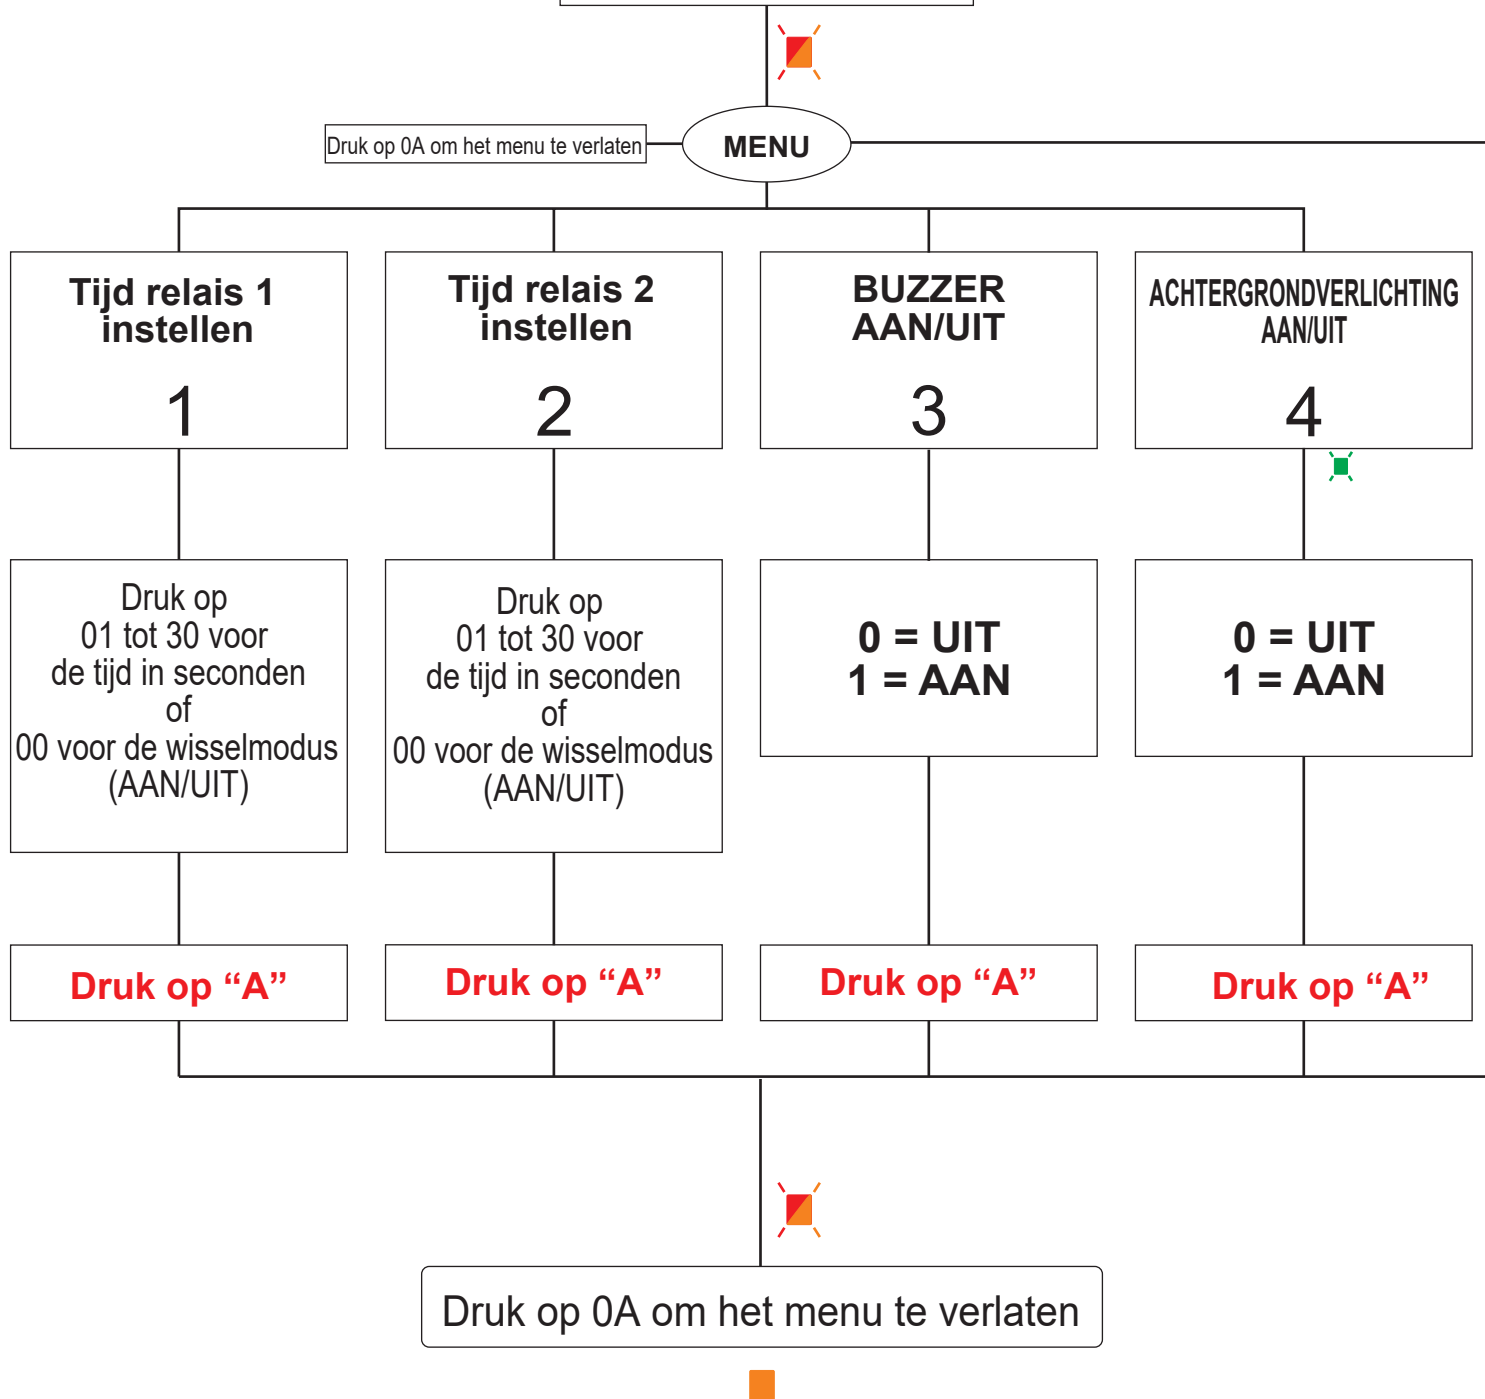 Druk op 0A om het menu te verlaten
MENU
Tijd relais 1
instellen
1
Tijd relais 2
instellen
2
BUZZER
AAN/UIT
3
ACHTERGRONDVERLICHTING
AAN/UIT
4
Druk op
01 tot 30 voor
de tijd in seconden
of
00 voor de wisselmodus
(AAN/UIT)
Druk op
01 tot 30 voor
de tijd in seconden
of
00 voor de wisselmodus
(AAN/UIT)
0 = UIT
1 = AAN
0 = UIT
1 = AAN
Druk op “A”
Druk op “A”
Druk op “A”
Druk op “A”
Druk op 0A om het menu te verlaten